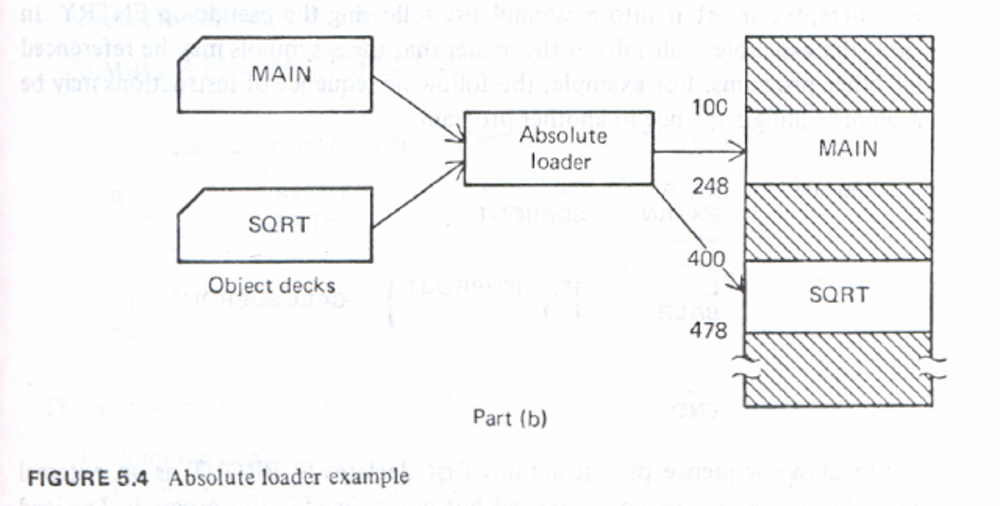 MAIN
100
Absolute
loader
MAIN
248
SQRT
400
SQRT
Object decks
478
Part (b)
FIGURE 5.4 Absolute loader example